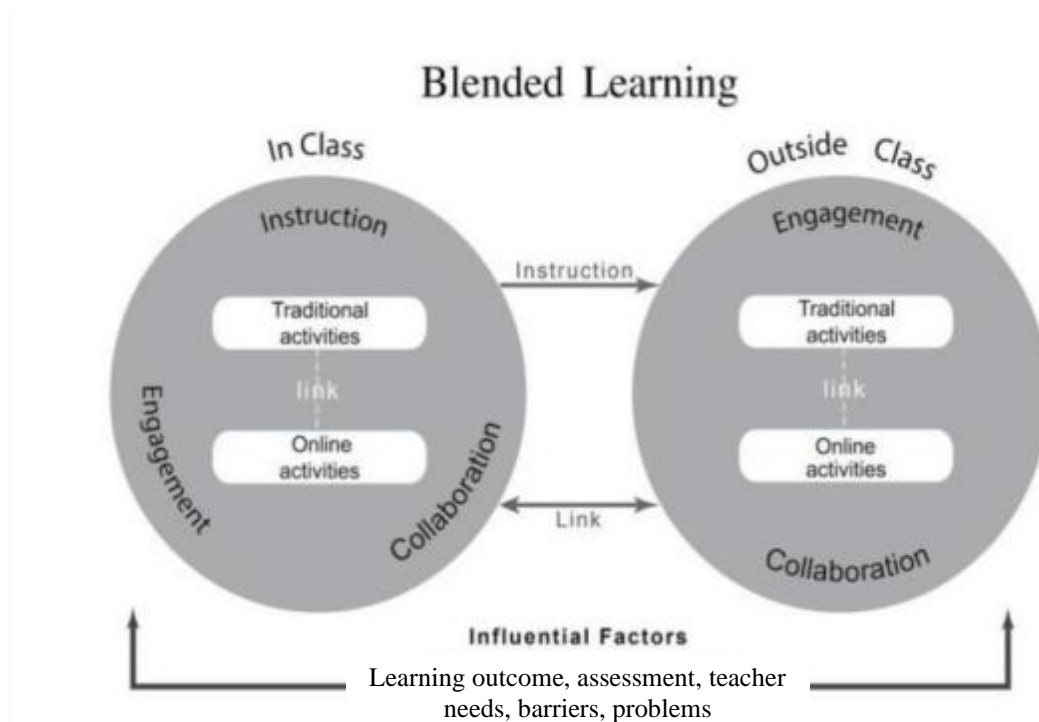 Blended Learning
In Class
Outside Class
Instruction
Engagement
Instruction
Traditional
activities
Traditional
activities
link
link
Engagement
Online
activities
Online
activities
Collaboration
Link
Collaboration
Influential Factors
Learning outcome, assessment, teacher
needs, barriers, problems